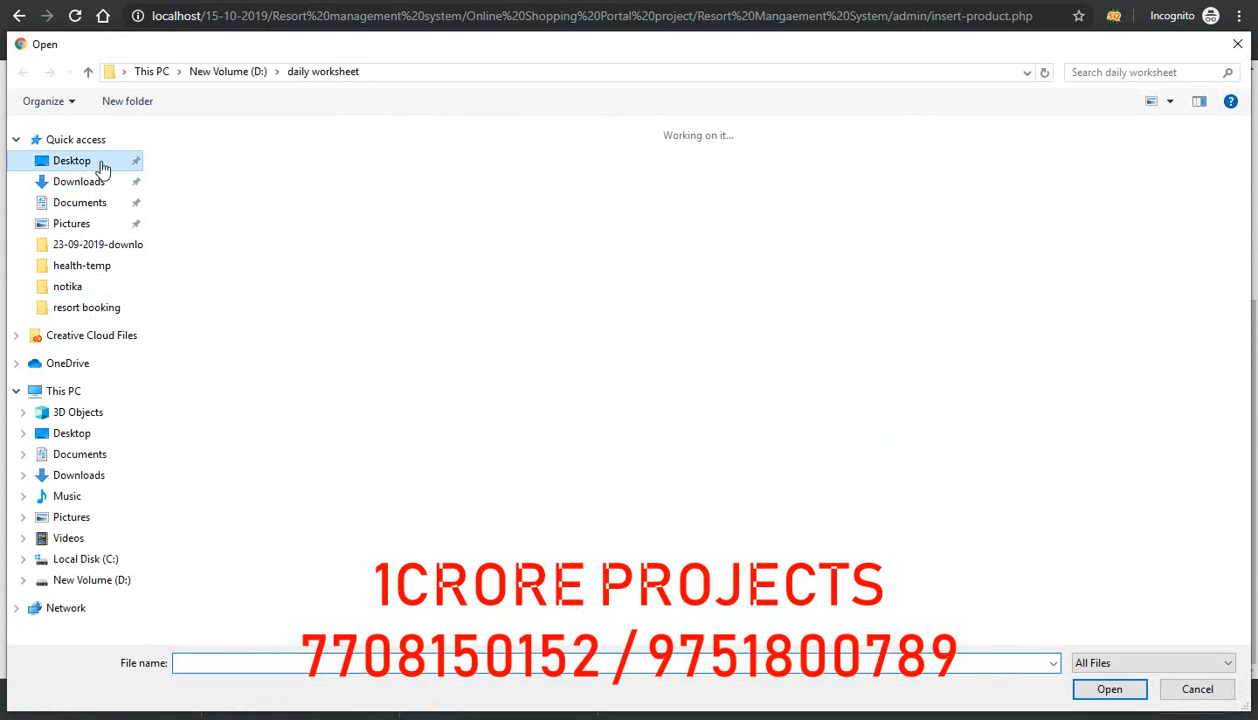 localhost/15-10-2019/Resort%20management%20system/Online%20Shopping%20Portal%20project/Resort%20Mangaement%20System/admin/insert-product.php
Incognito
Open
This PC > New Volume (D:) > daily worksheet
Search daily worksheet
Organize
New folder
Quick access
Working on it...
Desktop
Downloads
Documents
Pictures
23-09-2019-downlo
health-temp
notika
resort booking
Creative Cloud Files
OneDrive
This PC
3D Objects
Desktop
Documents
Downloads
Music
Pictures
Videos
Local Disk (C:)
New Volume (D:)
Network
1CRORE PROJECTS
7708150152 / 9751800789
File name:
All Files
Open
Cancel